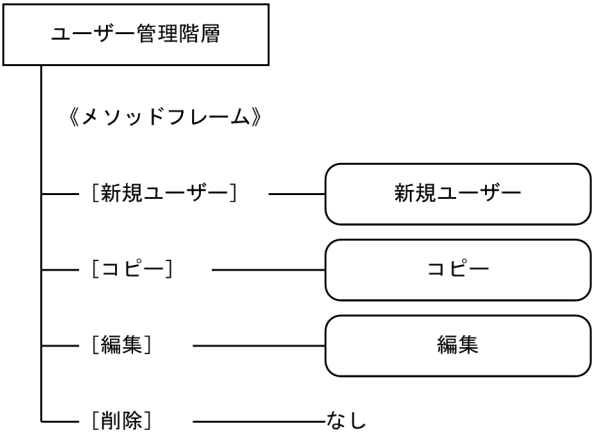 ユーザー管理階層
《メソッドフレーム》
[新規ユーザー] 新規ユーザー
[コピー] コピー
[編集] 編集
[削除] なし